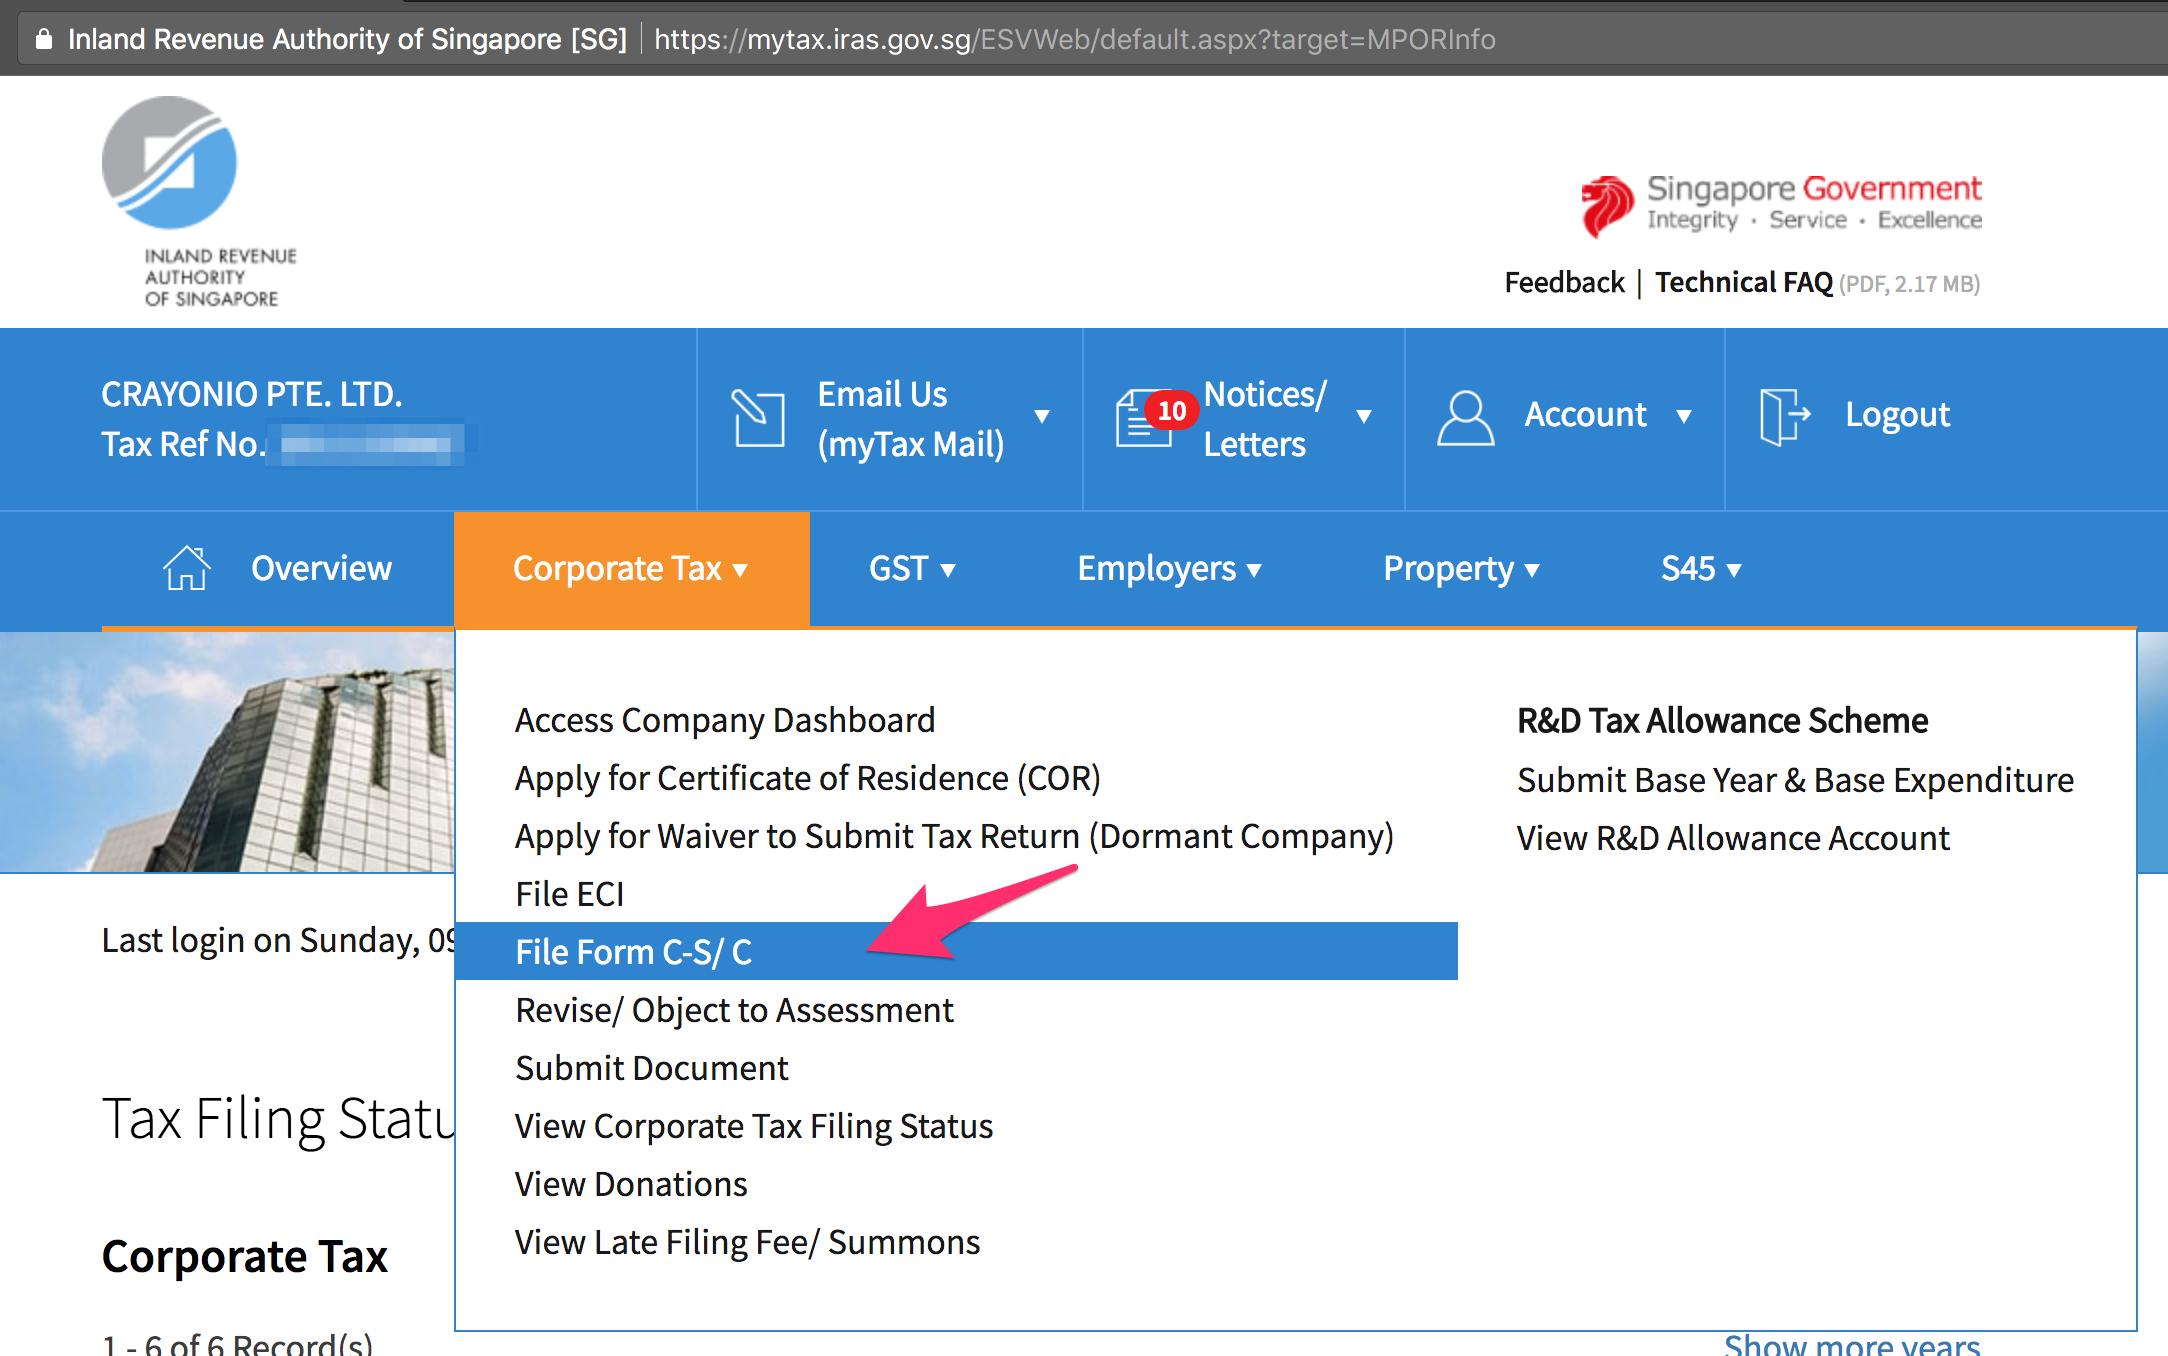 Inland Revenue Authority of Singapore [SG] https://mytax.iras.gov.sg/ESVWeb/default.aspx?target=MPORInfo
INLAND REVENUE
AUTHORITY
OF SINGAPORE
Singapore Government
Integrity · Service · Excellence
Feedback | Technical FAQ (PDF, 2.17 MB)
CRAYONIO PTE. LTD.
Tax Ref No.
Email Us
(myTax Mail)
10
Notices/
Letters
Account
Logout
Overview
Corporate Tax
GST
Employers
Property
S45
Access Company Dashboard
Apply for Certificate of Residence (COR)
Apply for Waiver to Submit Tax Return (Dormant Company)
File ECI
File Form C-S/ C
Revise/ Object to Assessment
Submit Document
View Corporate Tax Filing Status
View Donations
View Late Filing Fee/ Summons
R&D Tax Allowance Scheme
Submit Base Year & Base Expenditure
View R&D Allowance Account
Last login on Sunday, 09
Tax Filing Statu
Corporate Tax
1 - 6 of 6 Record(s)
Show more years